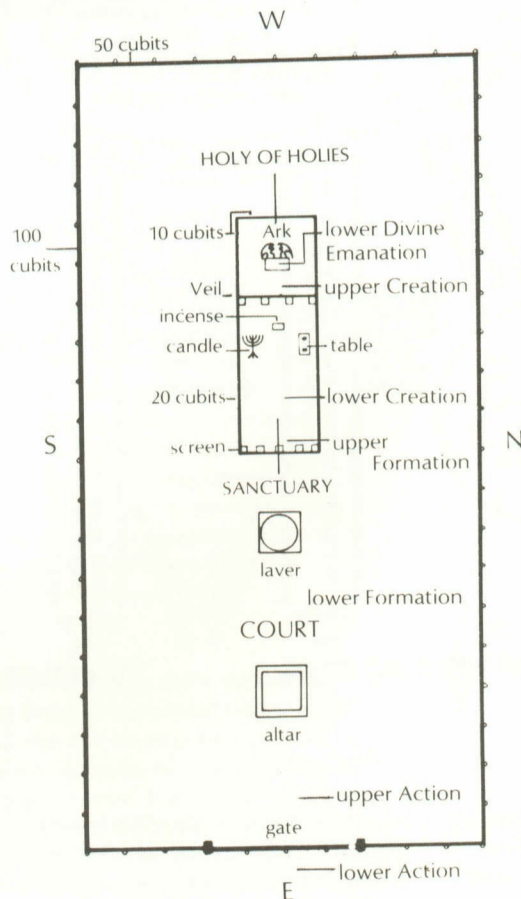 W
50 cubits
HOLY OF HOLIES
10 cubits
Ark
lower Divine
Emanation
100
cubits
Veil
upper Creation
incense
candle
table
20 cubits
lower Creation
S
N
screen
upper
Formation
SANCTUARY
laver
lower Formation
COURT
altar
upper Action
gate
lower Action
E